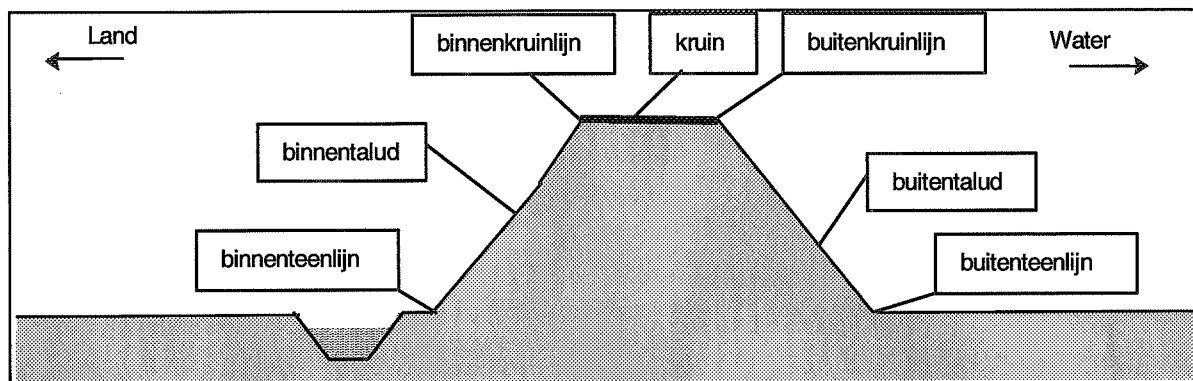 Land
binnenkruinlijn
kruin
buitenkruinlijn
Water
binnentalud
buitentalud
binnenteenlijn
buitenteenlijn